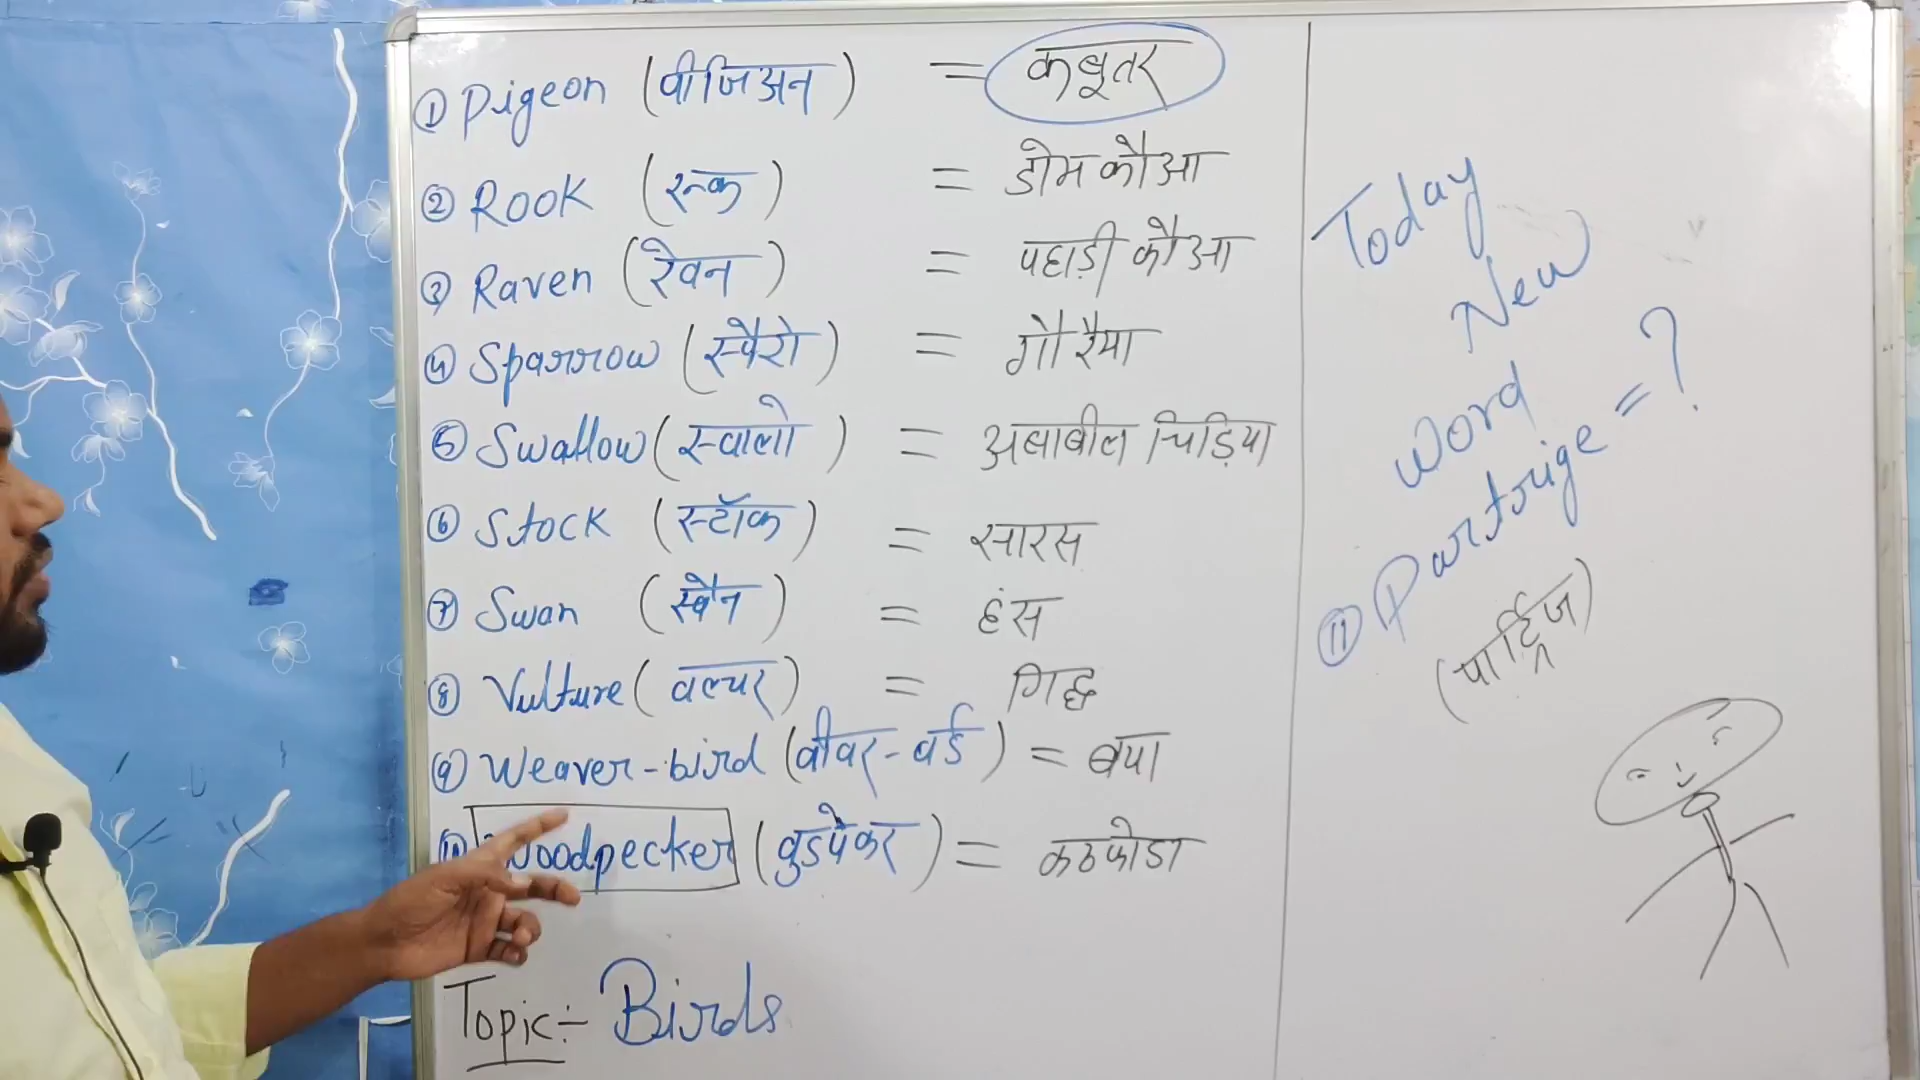 ① Pigeon (पीजिअन) = कबूतर
② Rook (रूक) = डोम कौआ
③ Raven (रेवन) = पहाड़ी कौआ
④ Sparrow (स्पैरो) = गौरैया
⑤ Swallow (स्वालो) = अबाबील चिड़िया
⑥ Stock (स्टॉक) = सारस
⑦ Swan (स्वैन) = हंस
⑧ Vulture (वल्चर) = गिद्ध
⑨ Weaver-bird (वीवर-बर्ड) = बया
⑩ Woodpecker (वुडपेकर) = कठफोडा
Topic:- Birds
Today
New
Word
⑪ Partrige = ?
(पार्ट्रिज)